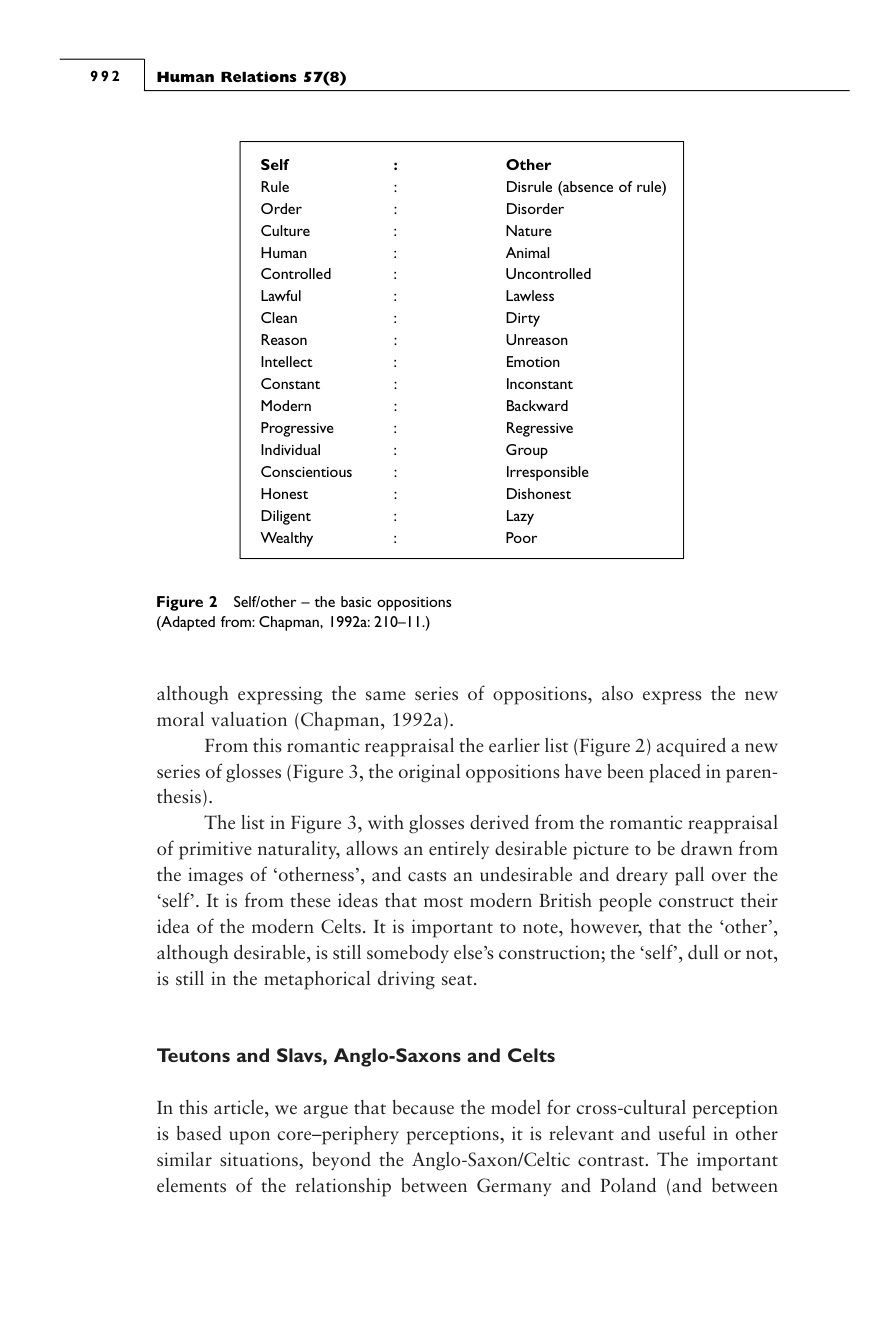 992 Human Relations 57(8)
Self : Other
Rule : Disrule (absence of rule)
Order : Disorder
Culture : Nature
Human : Animal
Controlled : Uncontrolled
Lawful : Lawless
Clean : Dirty
Reason : Unreason
Intellect : Emotion
Constant : Inconstant
Modern : Backward
Progressive : Regressive
Individual : Group
Conscientious : Irresponsible
Honest : Dishonest
Diligent : Lazy
Wealthy : Poor
Figure 2 Self/other – the basic oppositions
(Adapted from: Chapman, 1992a: 210–11.)
although expressing the same series of oppositions, also express the new
moral valuation (Chapman, 1992a).
From this romantic reappraisal the earlier list (Figure 2) acquired a new
series of glosses (Figure 3, the original oppositions have been placed in paren-
thesis).
The list in Figure 3, with glosses derived from the romantic reappraisal
of primitive naturality, allows an entirely desirable picture to be drawn from
the images of ‘otherness’, and casts an undesirable and dreary pall over the
‘self’. It is from these ideas that most modern British people construct their
idea of the modern Celts. It is important to note, however, that the ‘other’,
although desirable, is still somebody else’s construction; the ‘self’, dull or not,
is still in the metaphorical driving seat.
Teutons and Slavs, Anglo-Saxons and Celts
In this article, we argue that because the model for cross-cultural perception
is based upon core–periphery perceptions, it is relevant and useful in other
similar situations, beyond the Anglo-Saxon/Celtic contrast. The important
elements of the relationship between Germany and Poland (and between